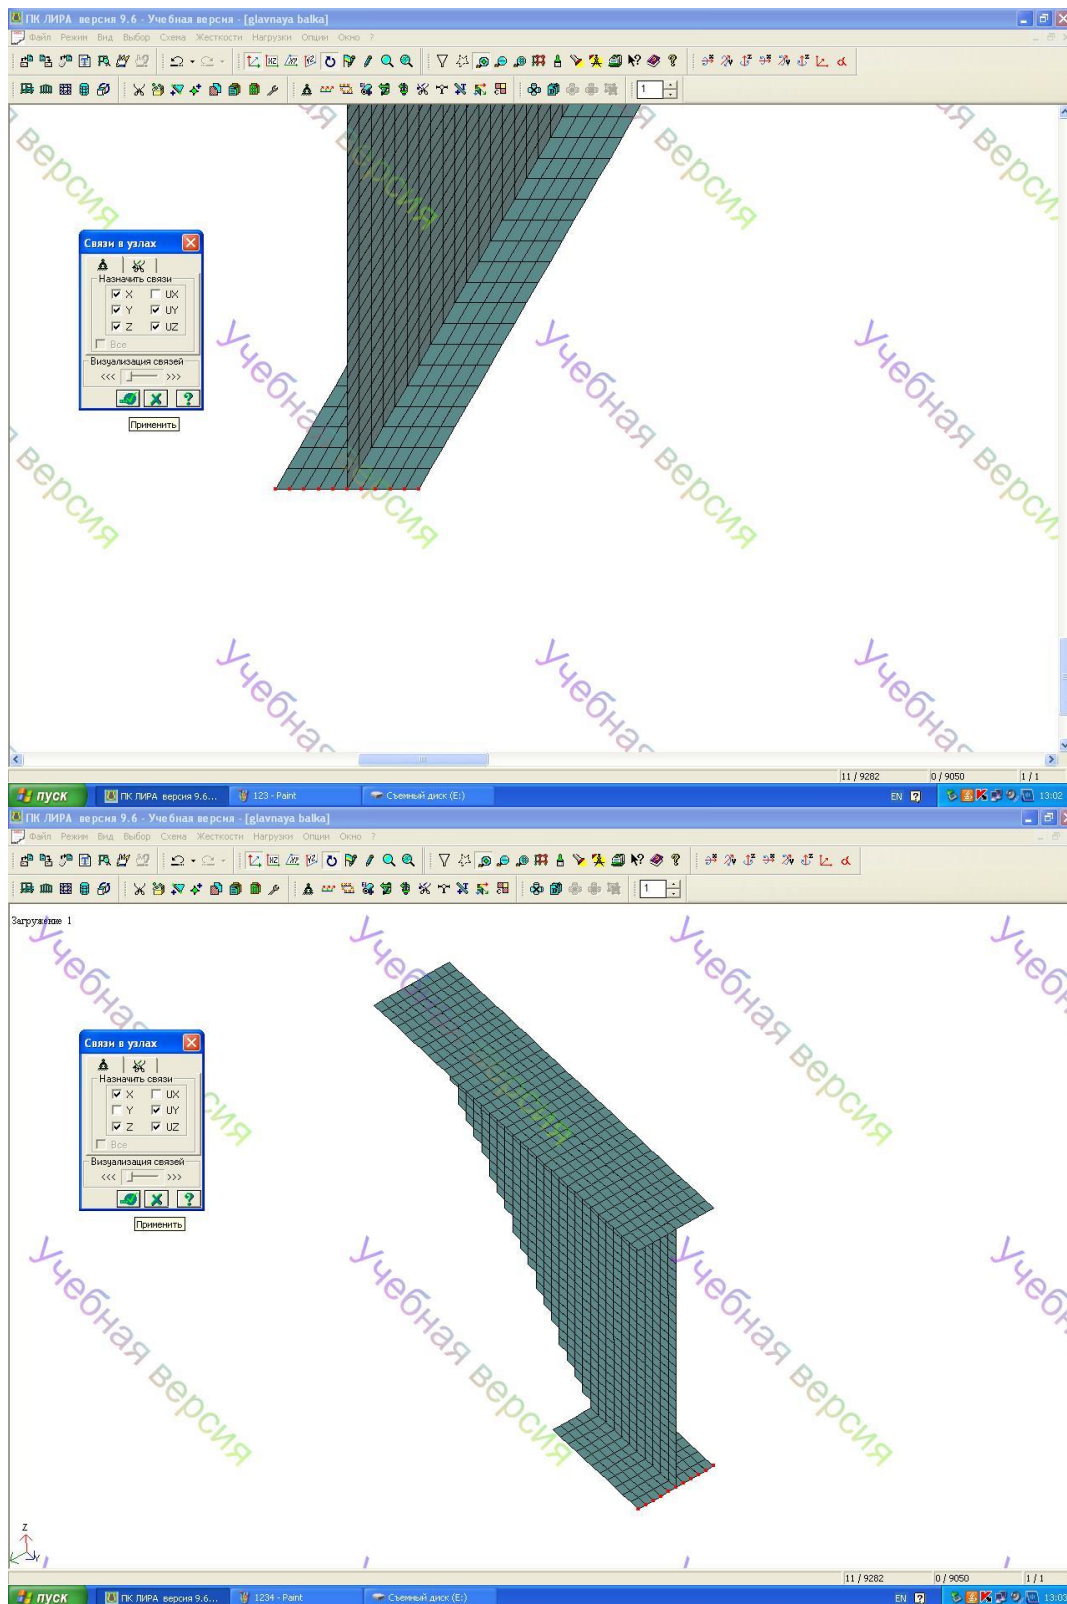 ПК ЛИРА версия 9.6 - Учебная версия - [glavnaya balka]
Файл Режим Вид Выбор Схема Жесткости Нагрузки Опции Окно ?
1
Учебная версия
Связи в узлах
Назначить связи
X UX
Y UY
Z UZ
Все
Визуализация связей
<<< >>>
?
Применить
11 / 9282 0 / 9050 1 / 1
пуск ПК ЛИРА версия 9.6... 123 - Paint Съемный диск (E:) EN ? 13:02
ПК ЛИРА версия 9.6 - Учебная версия - [glavnaya balka]
Файл Режим Вид Выбор Схема Жесткости Нагрузки Опции Окно ?
1
Загружение 1
Учебная версия
Связи в узлах
Назначить связи
X UX
Y UY
Z UZ
Все
Визуализация связей
<<< >>>
?
Применить
Z
Y
11 / 9282 0 / 9050 1 / 1
пуск ПК ЛИРА версия 9.6... 1234 - Paint Съемный диск (E:) EN ? 13:03